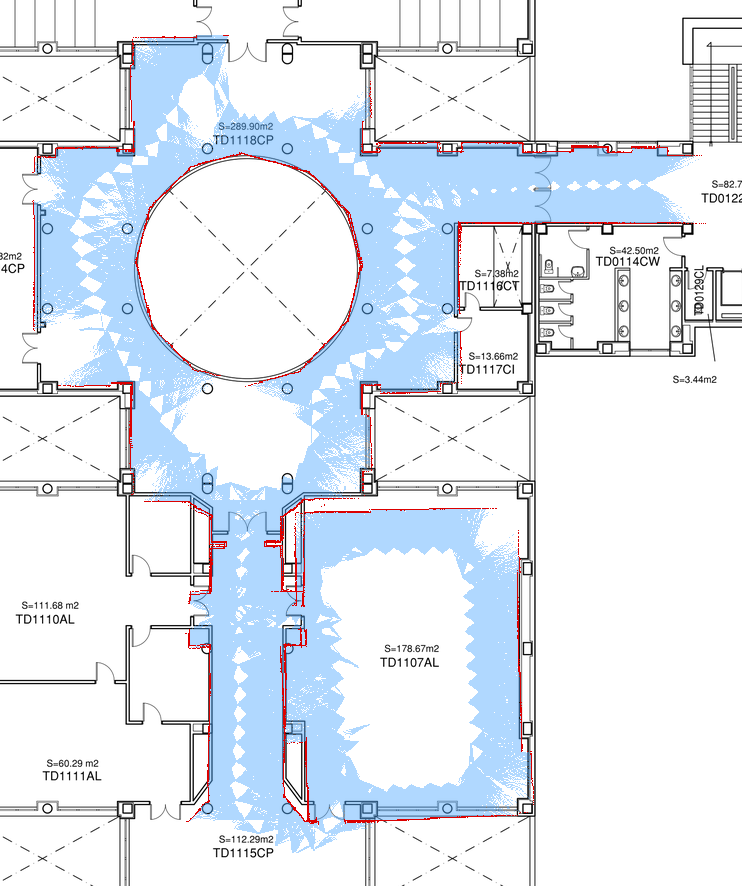 S=289.90m2
TD1118CP
S=82.7
TD0122
32m2
4CP
S=42.50m2
TD0114CW
S=7.38m2
TD1116CT
TD0129CL
S=13.66m2
TD1117CI
S=3.44m2
S=111.68 m2
TD1110AL
S=178.67m2
TD1107AL
S=60.29 m2
TD1111AL
S=112.29m2
TD1115CP